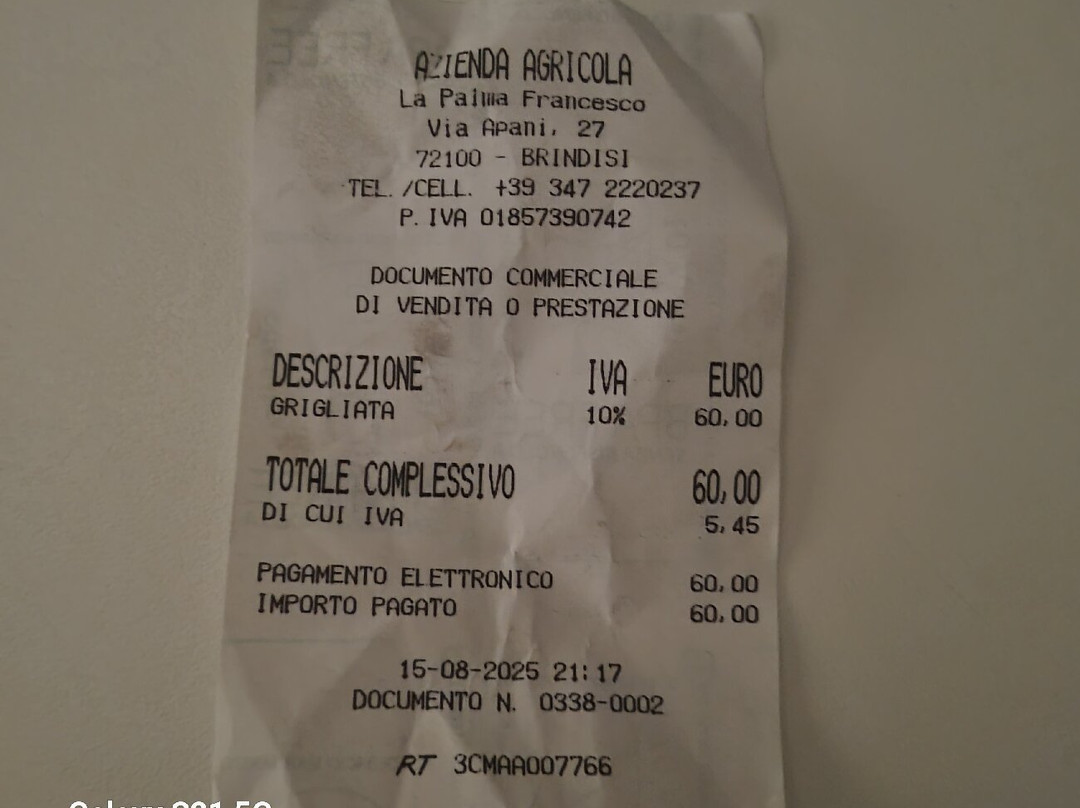 AZIENDA AGRICOLA
La Palma Francesco
Via Apani, 27
72100 - BRINDISI
TEL./CELL. +39 347 2220237
P.IVA 01857390742
DOCUMENTO COMMERCIALE
DI VENDITA O PRESTAZIONE
DESCRIZIONE IVA EURO
GRIGLIATA 10% 60,00
TOTALE COMPLESSIVO 60,00
DI CUI IVA 5,45
PAGAMENTO ELETTRONICO 60,00
IMPORTO PAGATO 60,00
15-08-2025 21:17
DOCUMENTO N. 0338-0002
RT 3CMAA007766